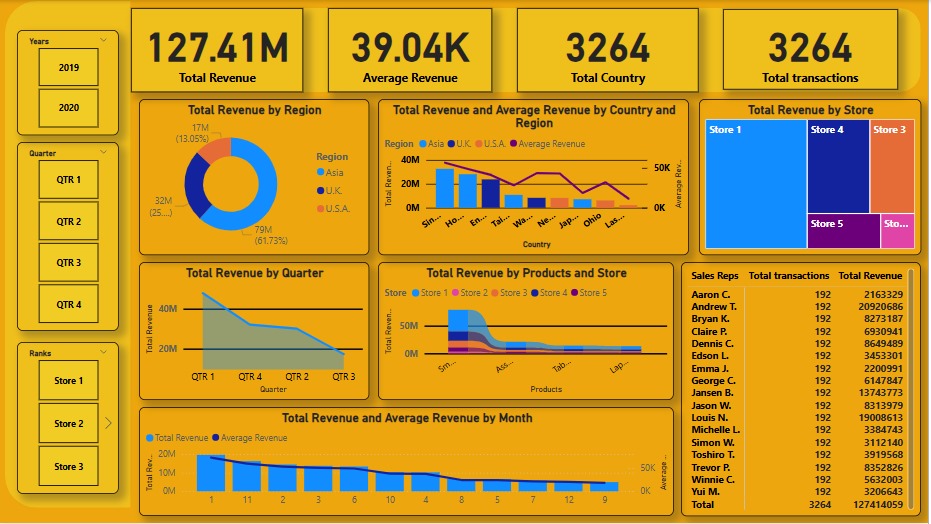 Years
2019
2020
Quarter
QTR 1
QTR 2
QTR 3
QTR 4
Ranks
Store 1
Store 2
Store 3
127.41M
Total Revenue
39.04K
Average Revenue
3264
Total Country
3264
Total transactions
Total Revenue by Region
17M
(13.05%)
32M
(25....)
79M
(61.73%)
Region
Asia
U.K.
U.S.A.
Total Revenue and Average Revenue by Country and
Region
Region Asia U.K. U.S.A. Average Revenue
Total Reven...
40M
20M
0M
50K
0K
Average Rev...
Sin... Ho... En... Tai... Wa... Ne... Jap... Ohio Las...
Country
Total Revenue by Store
Store 1
Store 4
Store 3
Store 5
Sto...
Total Revenue by Quarter
Total Revenue
40M
20M
QTR 1 QTR 4 QTR 2 QTR 3
Quarter
Total Revenue by Products and Store
Store Store 1 Store 2 Store 3 Store 4 Store 5
Total Reven...
50M
0M
Sm... Ass... Tab... Lap...
Products
Total Revenue and Average Revenue by Month
Total Revenue Average Revenue
Total Rev...
20M
10M
0M
50K
0K
Average ...
1 11 2 3 6 10 4 8 5 7 12 9
Sales Reps Total transactions Total Revenue
Aaron C. 192 2163329
Andrew T. 192 20920686
Bryan K. 192 8273187
Claire P. 192 6930941
Dennis C. 192 8649489
Edson L. 192 3453301
Emma J. 192 2200991
George C. 192 6147847
Jansen B. 192 13743773
Jason W. 192 8313979
Louis N. 192 19008613
Michelle L. 192 3384743
Simon W. 192 3112140
Toshiro T. 192 3919568
Trevor P. 192 8352826
Winnie C. 192 5632003
Yui M. 192 3206643
Total 3264 127414059